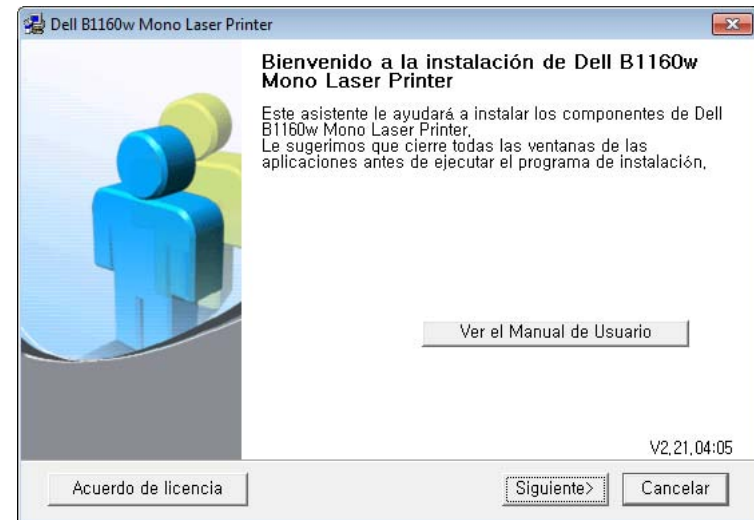 Dell B1160w Mono Laser Printer
Bienvenido a la instalación de Dell B1160w
Mono Laser Printer
Este asistente le ayudará a instalar los componentes de Dell
B1160w Mono Laser Printer,
Le sugerimos que cierre todas las ventanas de las
aplicaciones antes de ejecutar el programa de instalación,
Ver el Manual de Usuario
V2,21,04:05
Acuerdo de licencia
Siguiente>
Cancelar